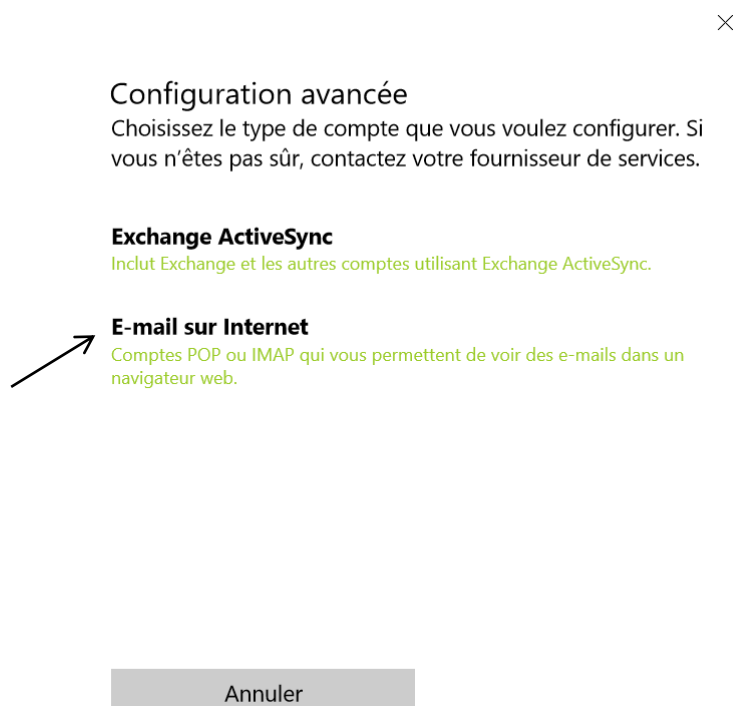 Configuration avancée
Choisissez le type de compte que vous voulez configurer. Si
vous n'êtes pas sûr, contactez votre fournisseur de services.
Exchange ActiveSync
Inclut Exchange et les autres comptes utilisant Exchange ActiveSync.
E-mail sur Internet
Comptes POP ou IMAP qui vous permettent de voir des e-mails dans un
navigateur web.
Annuler